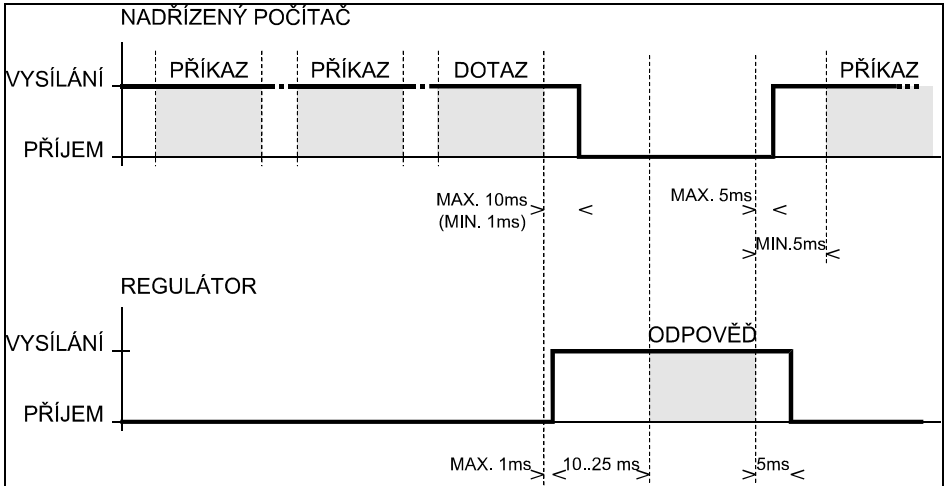 NADŘÍZENÝ POČÍTAČ
VYSÍLÁNÍ
PŘÍKAZ PŘÍKAZ DOTAZ PŘÍKAZ
PŘÍJEM
MAX. 10ms
(MIN. 1ms)
MAX. 5ms
MIN.5ms
REGULÁTOR
VYSÍLÁNÍ
ODPOVĚĎ
PŘÍJEM
MAX. 1ms 10..25 ms 5ms